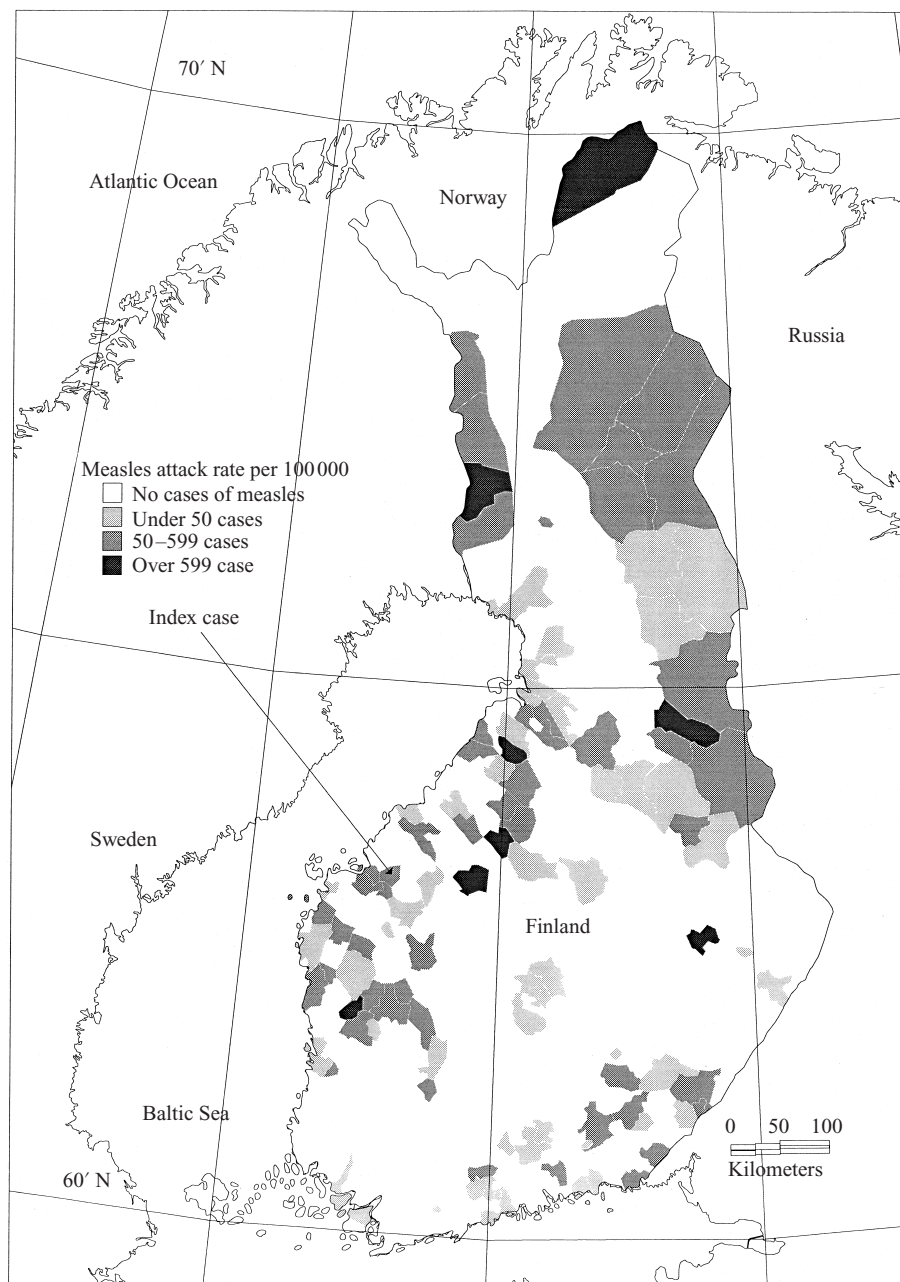 70′ N
Atlantic Ocean
Norway
Russia
Measles attack rate per 100 000
No cases of measles
Under 50 cases
50–599 cases
Over 599 case
Index case
Sweden
Finland
Baltic Sea
0 50 100
Kilometers
60′ N